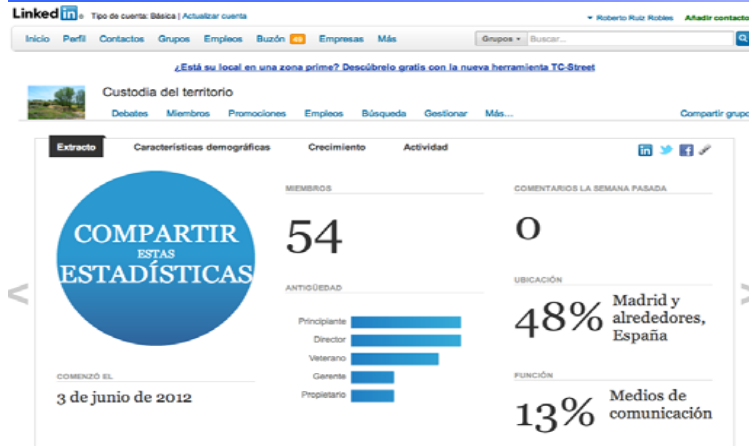 Linked in® Tipo de cuenta: Básica | Actualizar cuenta
Roberto Ruiz Robles Añadir contacto
Inicio Perfil Contactos Grupos Empleos Buzón 49 Empresas Más Grupos Buscar...
¿Está su local en una zona prime? Descúbrelo gratis con la nueva herramienta TC-Street
Custodia del territorio
Debates Miembros Promociones Empleos Búsqueda Gestionar Más... Compartir grupo
Extracto Características demográficas Crecimiento Actividad
COMPARTIR
ESTAS
ESTADÍSTICAS
COMENZÓ EL
3 de junio de 2012
MIEMBROS
54
ANTIGÜEDAD
Principiante
Director
Veterano
Gerente
Propietario
COMENTARIOS LA SEMANA PASADA
0
UBICACIÓN
48% Madrid y
alrededores,
España
FUNCIÓN
13% Medios de
comunicación